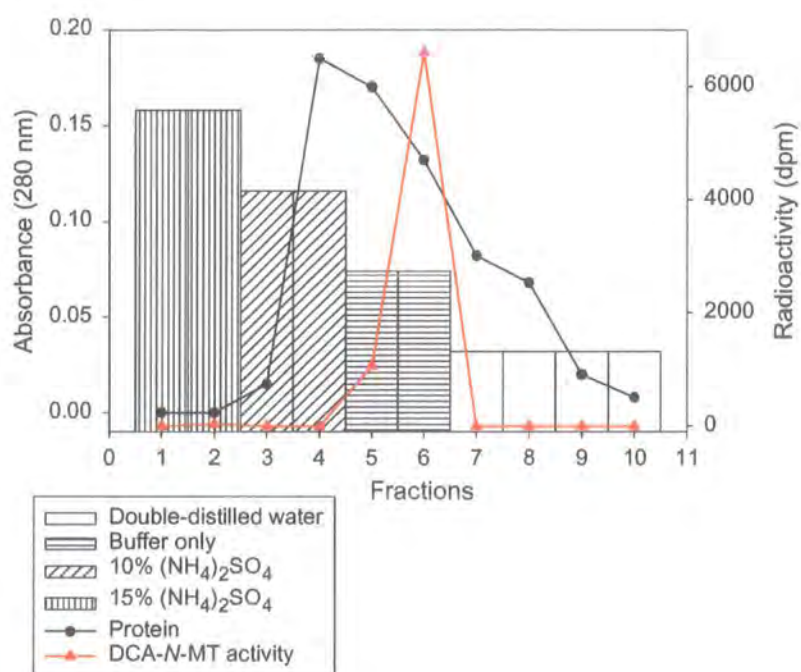 0.20
0.15
0.10
0.05
0.00
Absorbance (280 nm)
6000
4000
2000
0
Radioactivity (dpm)
0 1 2 3 4 5 6 7 8 9 10 11
Fractions
Double-distilled water
Buffer only
10% (NH4)2SO4
15% (NH4)2SO4
Protein
DCA-N-MT activity